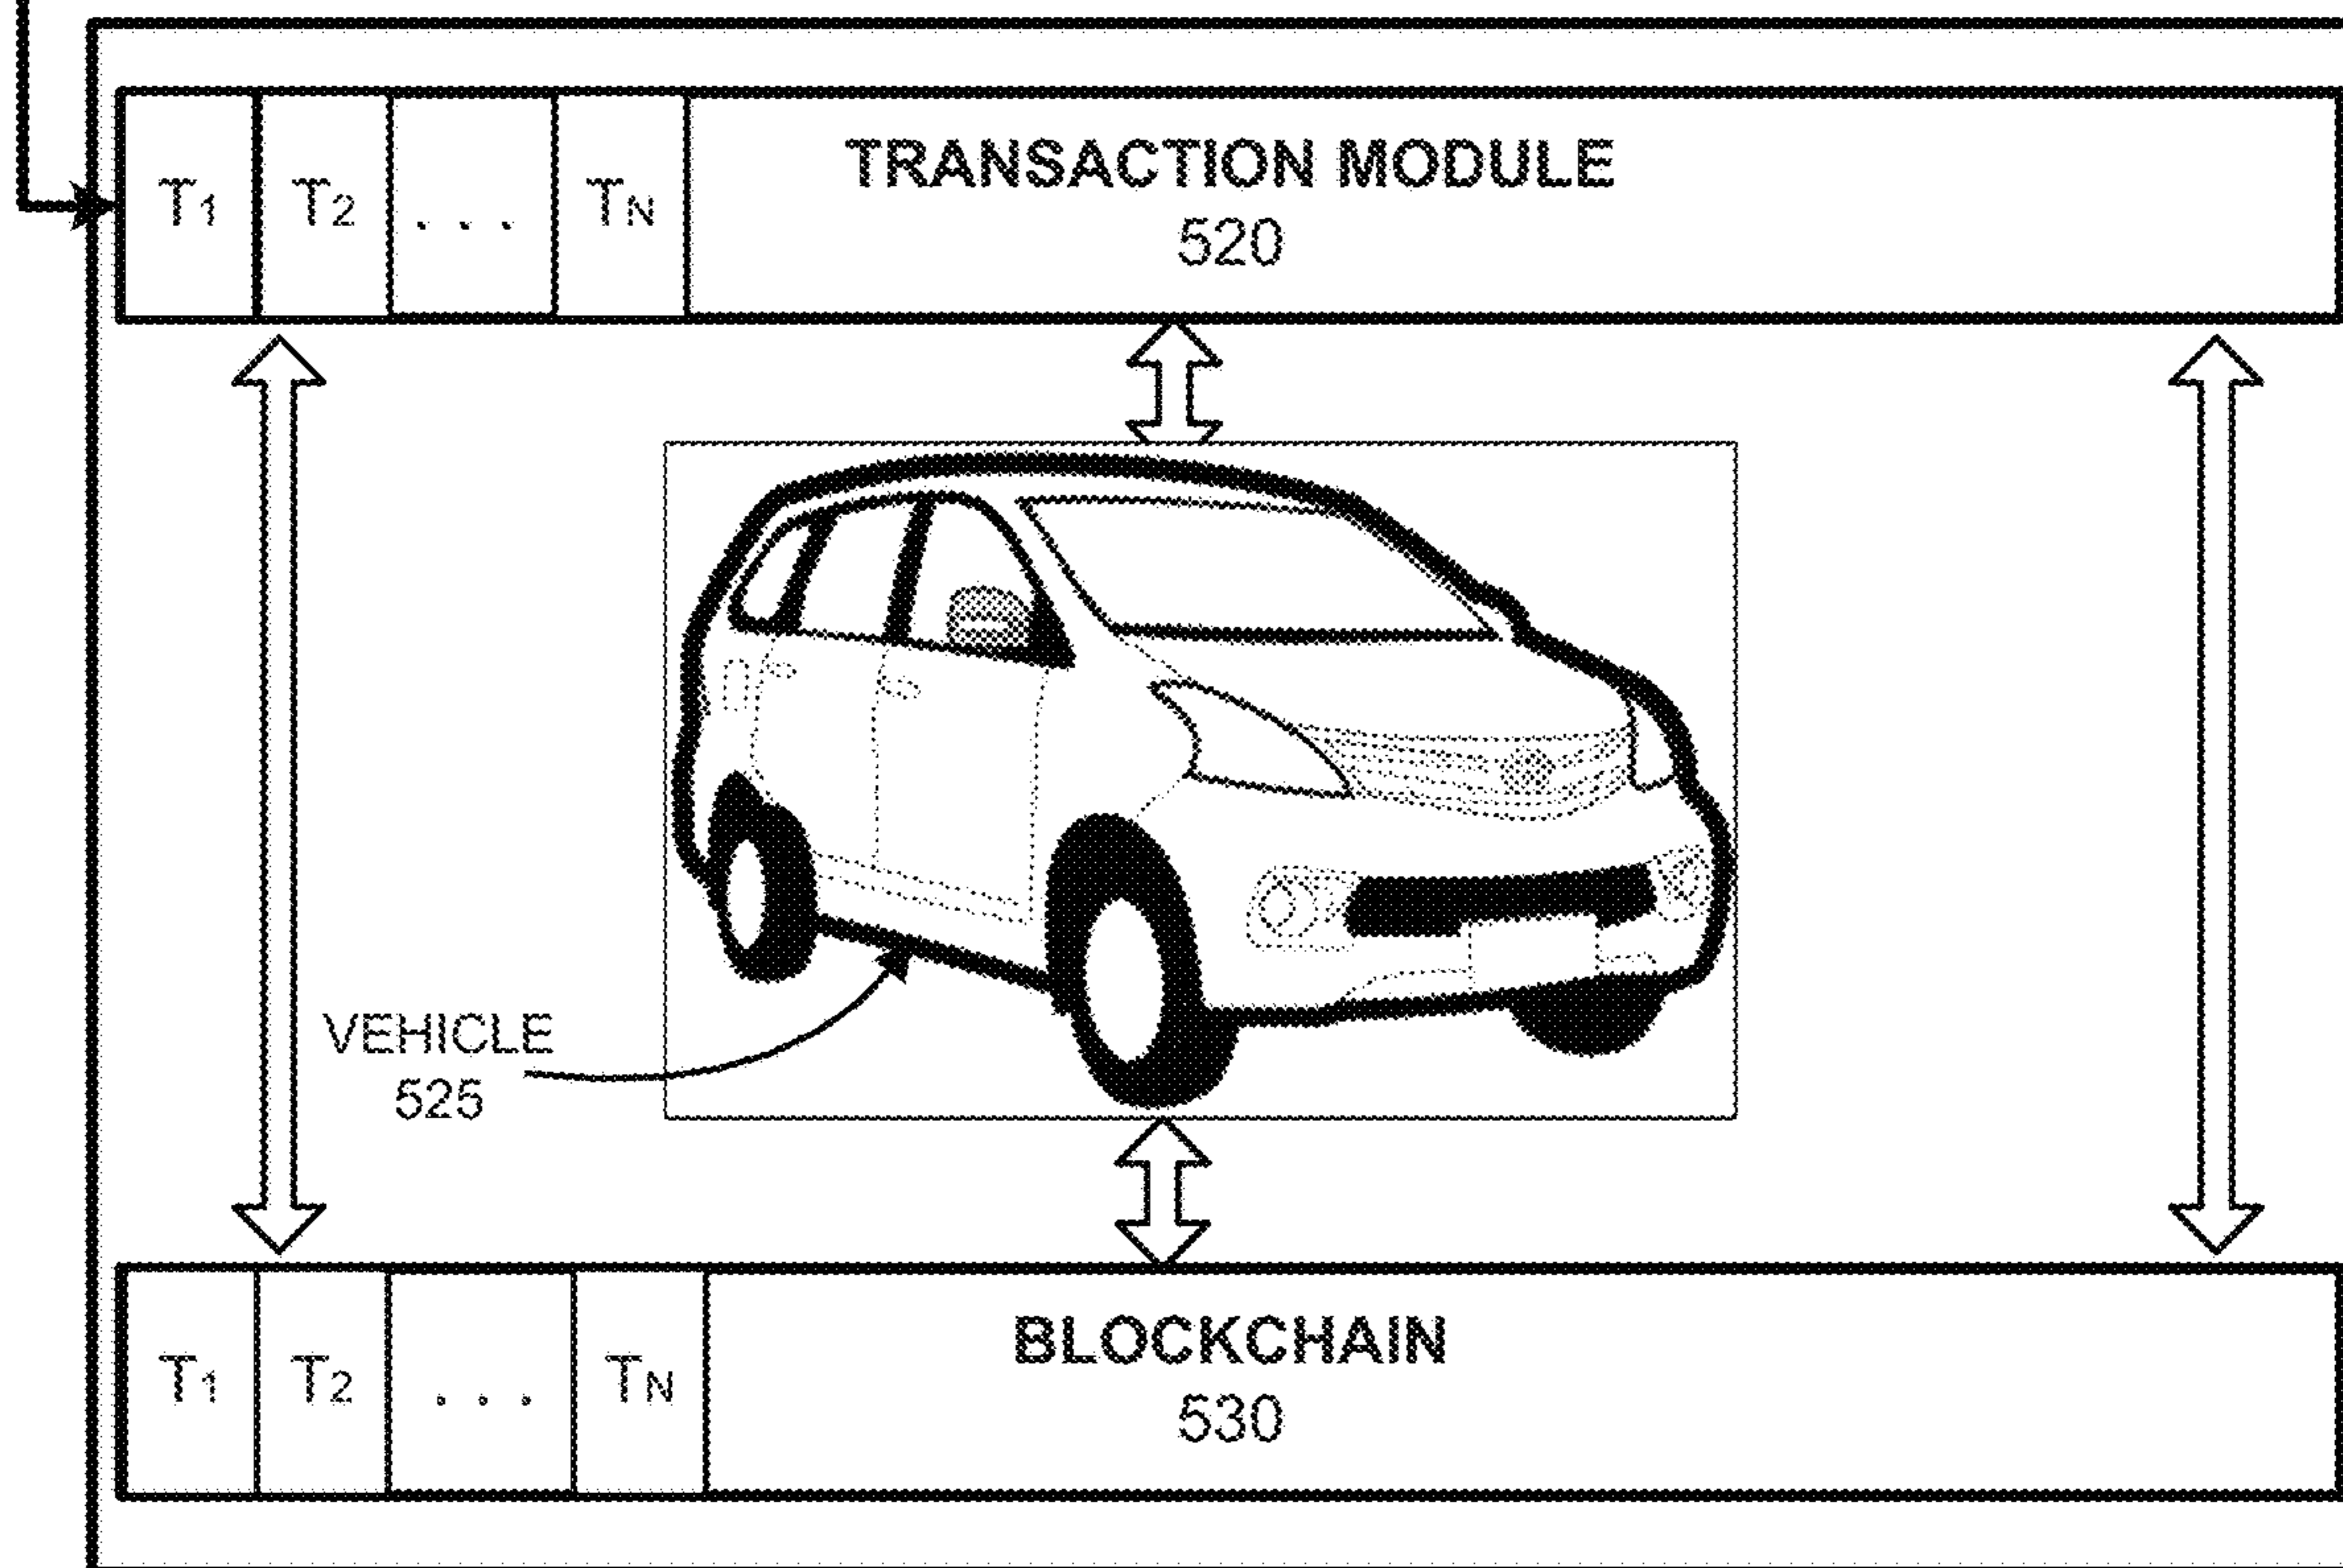 T1 T2 . . . TN TRANSACTION MODULE
520
VEHICLE
525
T1 T2 . . . TN BLOCKCHAIN
530